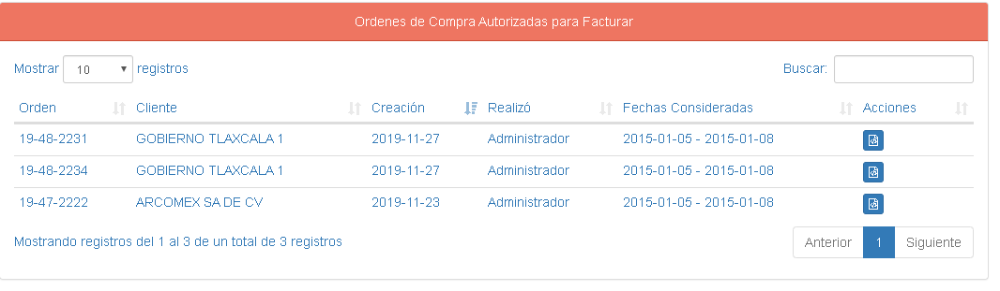 Ordenes de Compra Autorizadas para Facturar
Mostrar 10 registros Buscar:
Orden Cliente Creación Realizó Fechas Consideradas Acciones
19-48-2231 GOBIERNO TLAXCALA 1 2019-11-27 Administrador 2015-01-05 - 2015-01-08
19-48-2234 GOBIERNO TLAXCALA 1 2019-11-27 Administrador 2015-01-05 - 2015-01-08
19-47-2222 ARCOMEX SA DE CV 2019-11-23 Administrador 2015-01-05 - 2015-01-08
Mostrando registros del 1 al 3 de un total de 3 registros Anterior 1 Siguiente